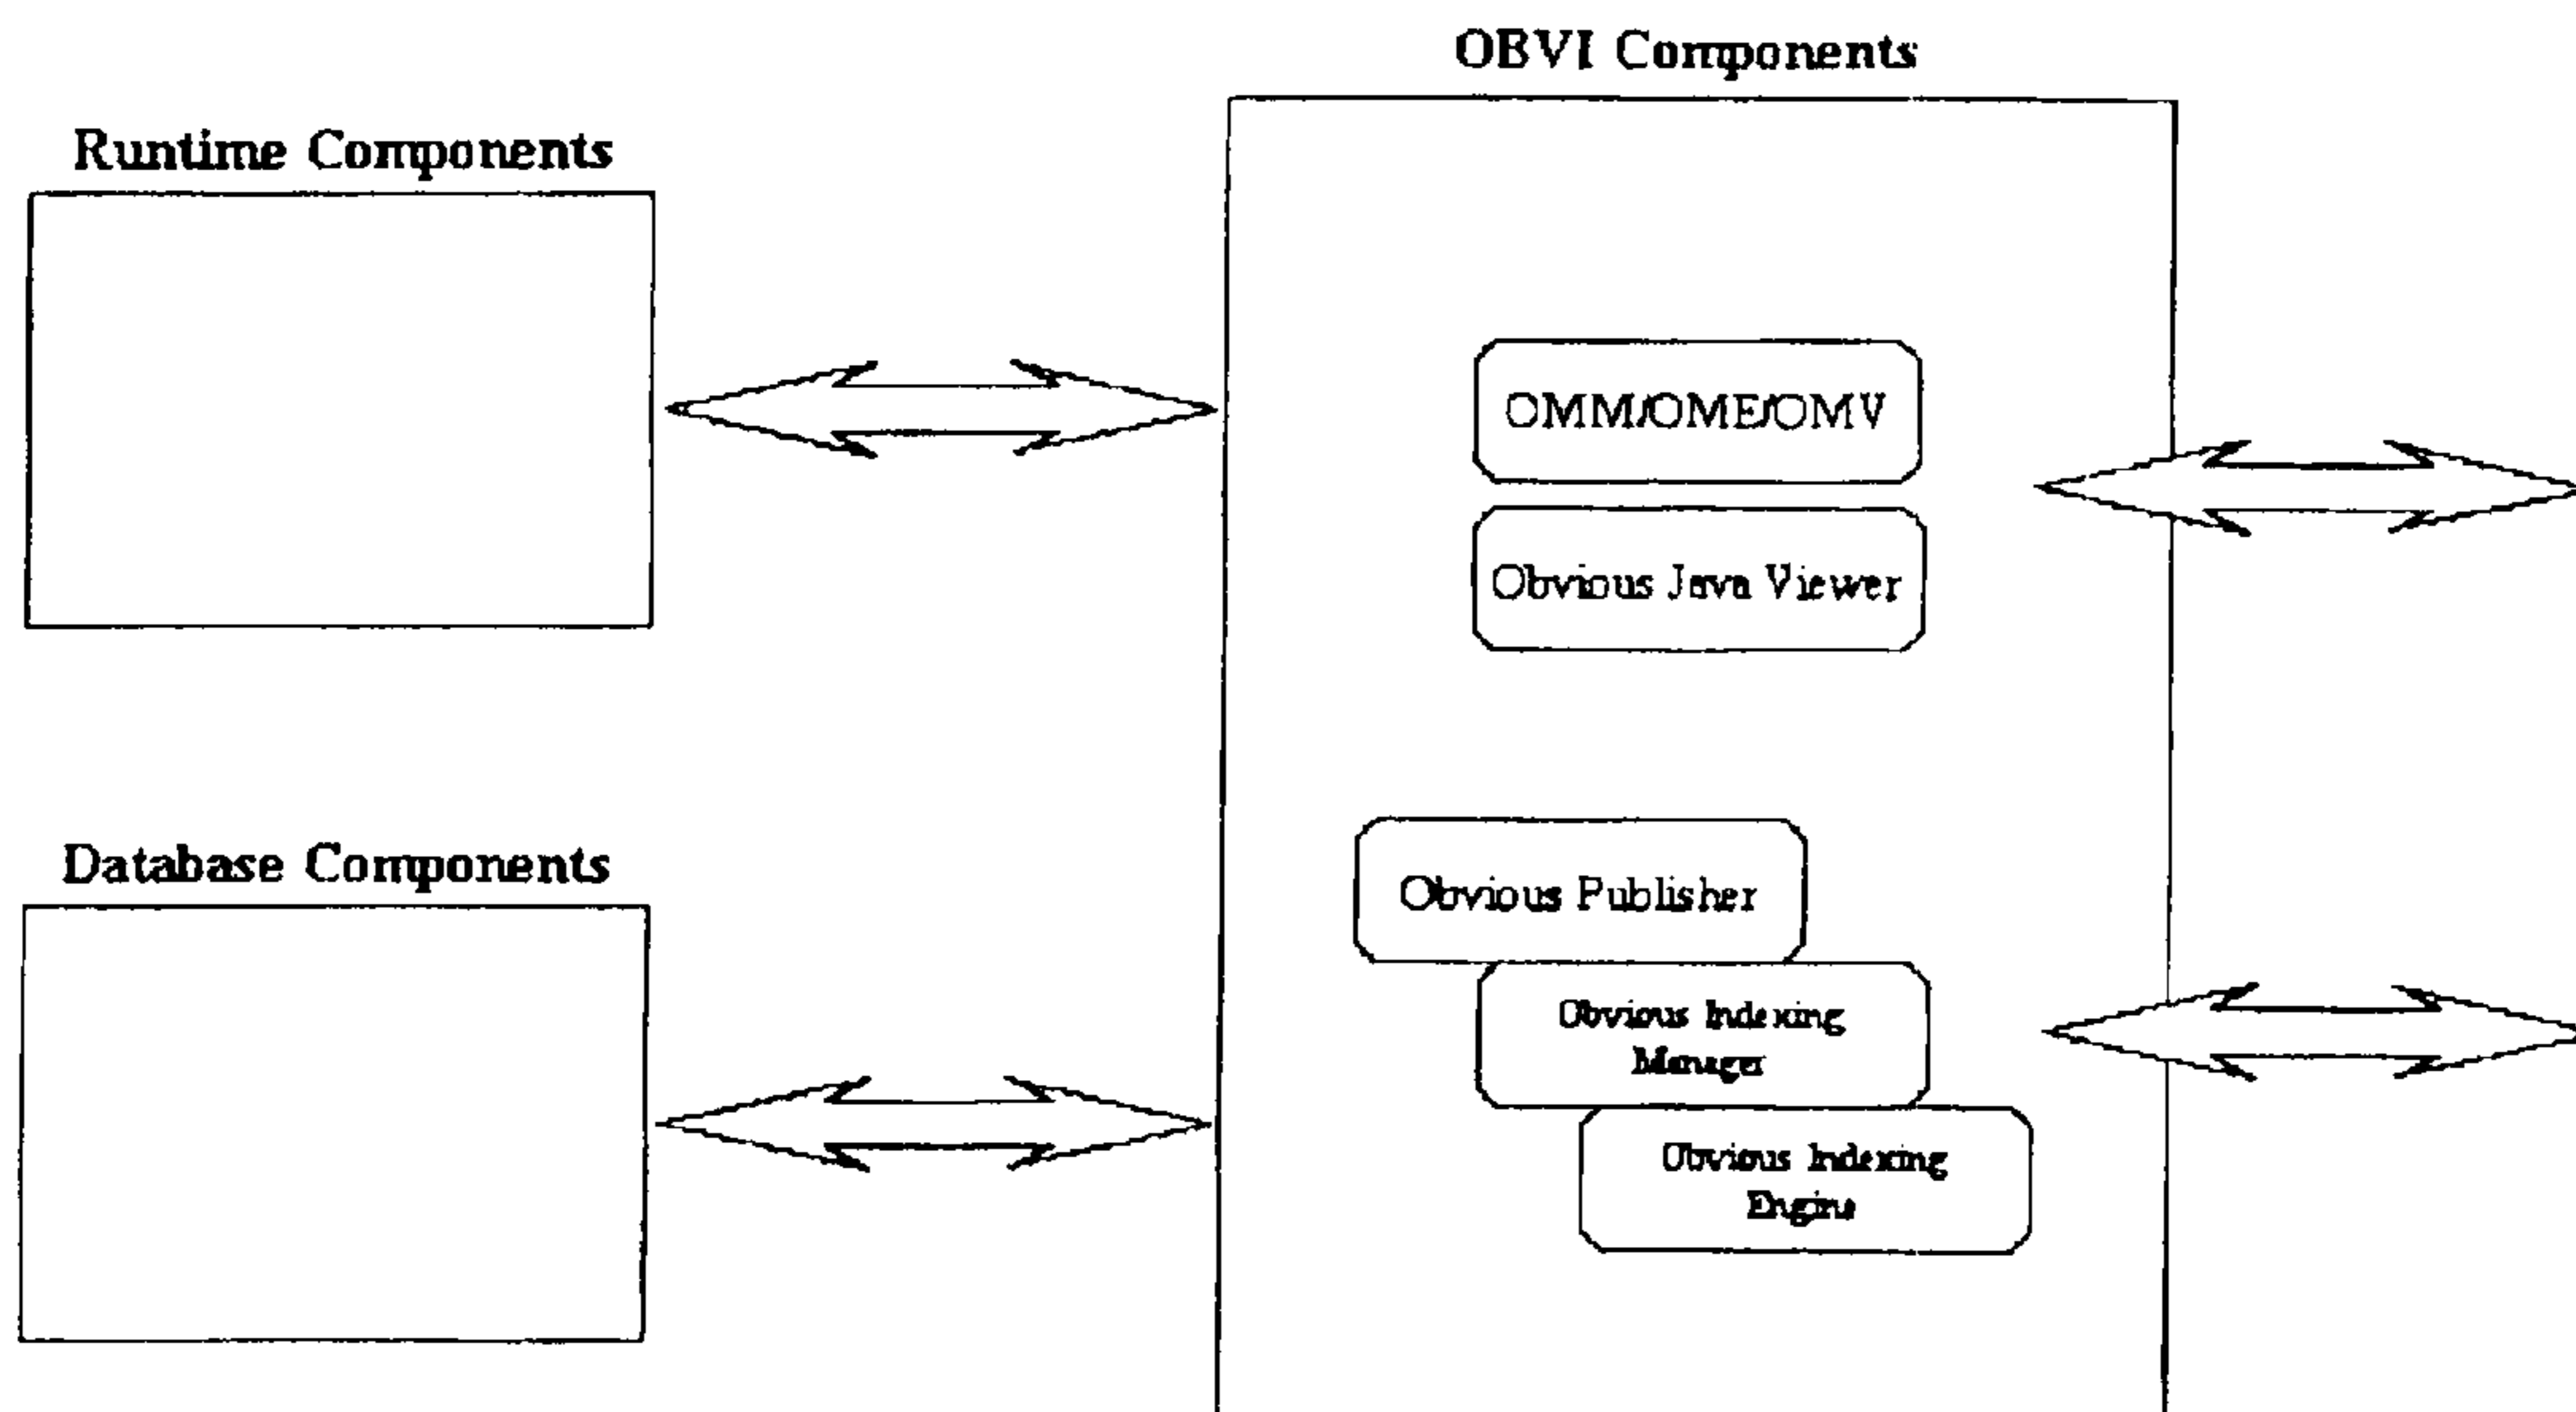 OBVI Components
Runtime Components
OMM/OME/OMV
Obvious Java Viewer
Database Components
Obvious Publisher
Obvious Indexing
Manager
Obvious Indexing
Engine